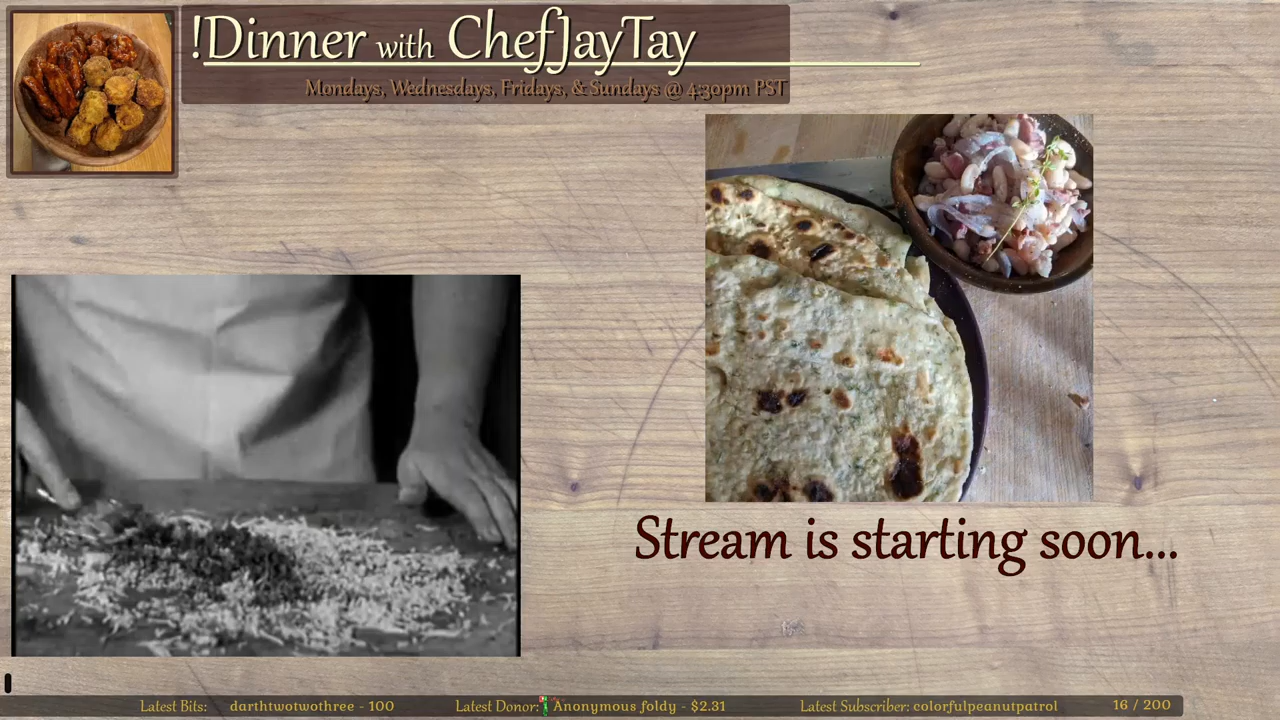 !Dinner with ChefJayTay
Mondays, Wednesdays, Fridays, & Sundays @ 4:30pm PST
Stream is starting soon...
Latest Bits: darthtwotwothree - 100 Latest Donor: Anonymous foldy - $2.31 Latest Subscriber: colorfulpeanutpatrol 16 / 200